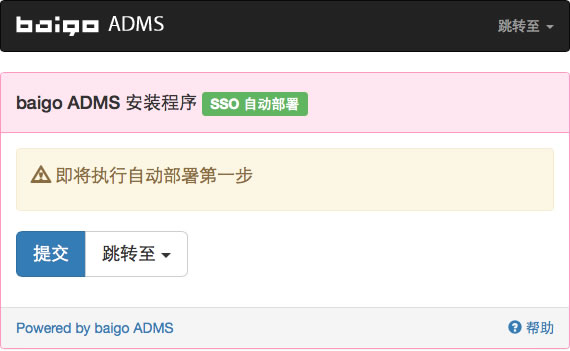 baigo ADMS 跳转至
baigo ADMS 安装程序 SSO 自动部署
即将执行自动部署第一步
提交 跳转至
Powered by baigo ADMS 帮助